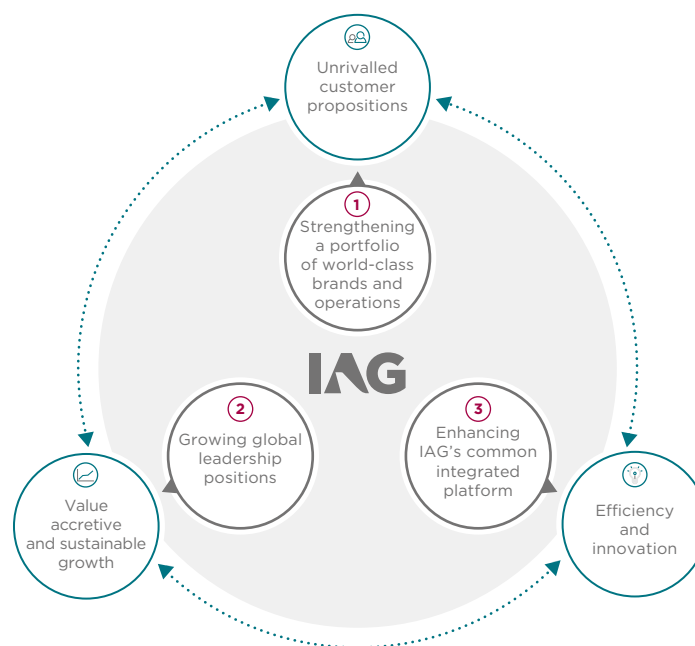 Unrivalled
customer
propositions
1
Strengthening
a portfolio
of world-class
brands and
operations
IAG
2
Growing global
leadership
positions
3
Enhancing
IAG's common
integrated
platform
Value
accretive
and sustainable
growth
Efficiency
and
innovation